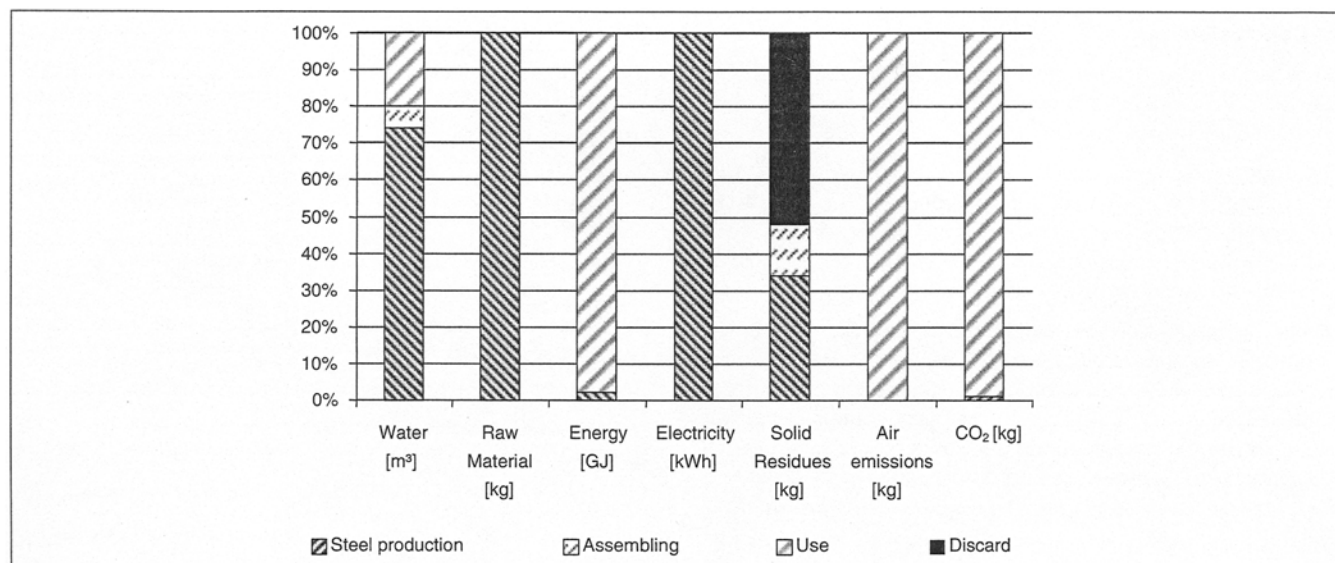 100%
90%
80%
70%
60%
50%
40%
30%
20%
10%
0%
Water Raw Energy Electricity Solid Air CO₂ [kg]
[m³] Material [GJ] [kWh] Residues emissions
[kg] [kg] [kg]
Steel production Assembling Use Discard